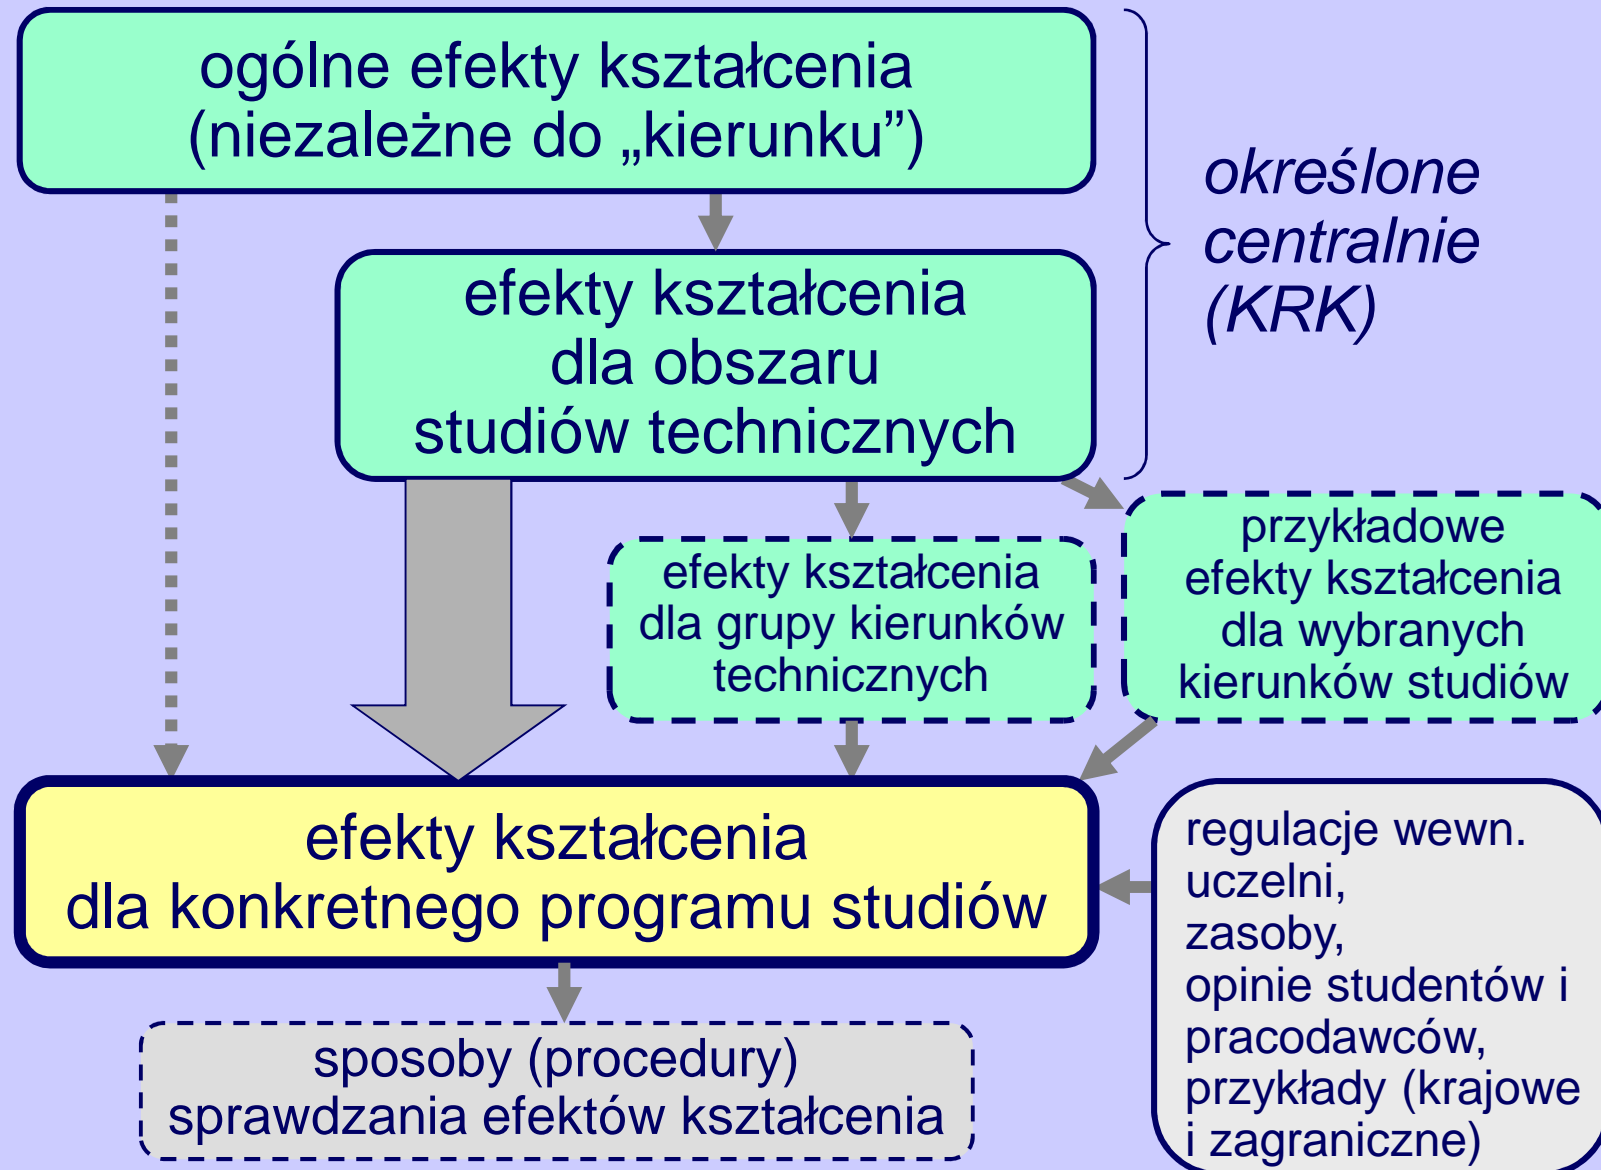 ogólne efekty kształcenia
(niezależne do „kierunku”)
określone
centralnie
(KRK)
efekty kształcenia
dla obszaru
studiów technicznych
efekty kształcenia
dla grupy kierunków
technicznych
przykładowe
efekty kształcenia
dla wybranych
kierunków studiów
efekty kształcenia
dla konkretnego programu studiów
regulacje wewn.
uczelni,
zasoby,
opinie studentów i
pracodawców,
przykłady (krajowe
i zagraniczne)
sposoby (procedury)
sprawdzania efektów kształcenia